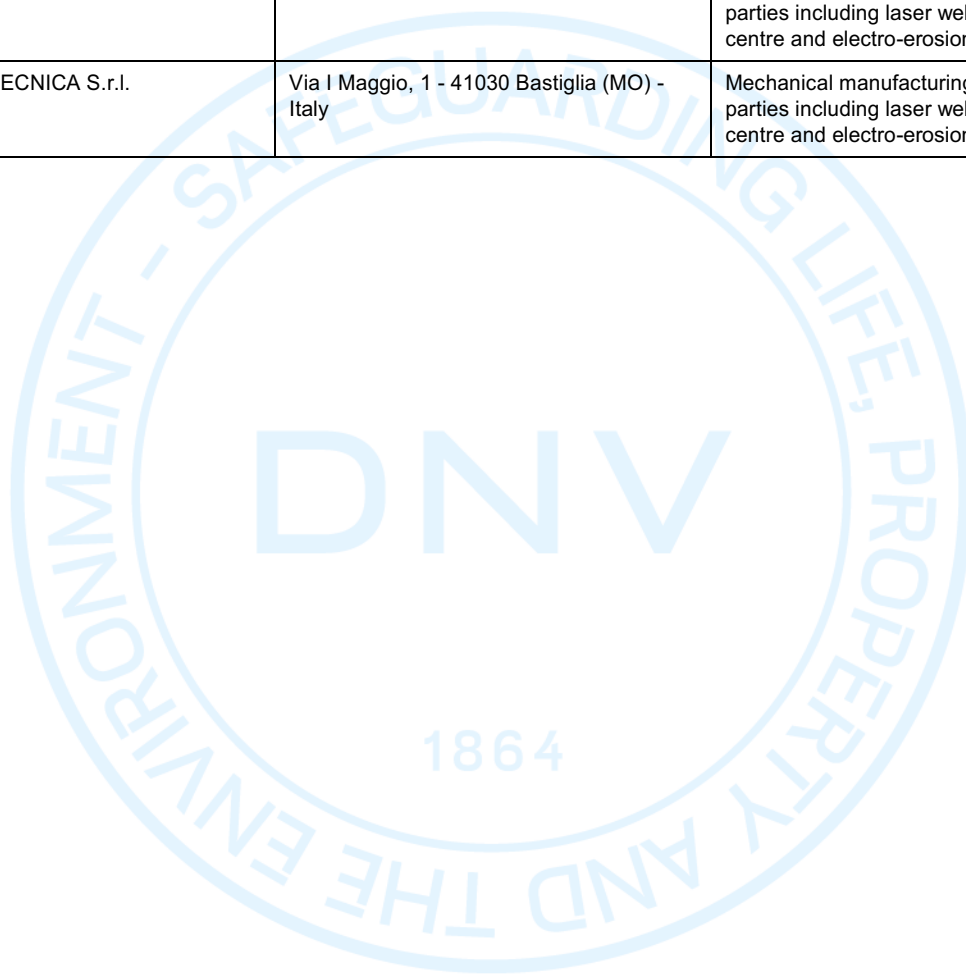 parties including laser wel
centre and electro-erosion
ECNICA S.r.l.
Via I Maggio, 1 - 41030 Bastiglia (MO) -
Italy
Mechanical manufacturing
parties including laser wel
centre and electro-erosion
SAFEGUARDING LIFE, PROPERTY AND THE ENVIRONMENT -
DNV
1864